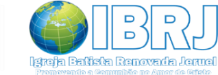 IBRJ
Igreja Batista Renovada Jeruel
Promovendo a Comunhão no Amor de Cristo